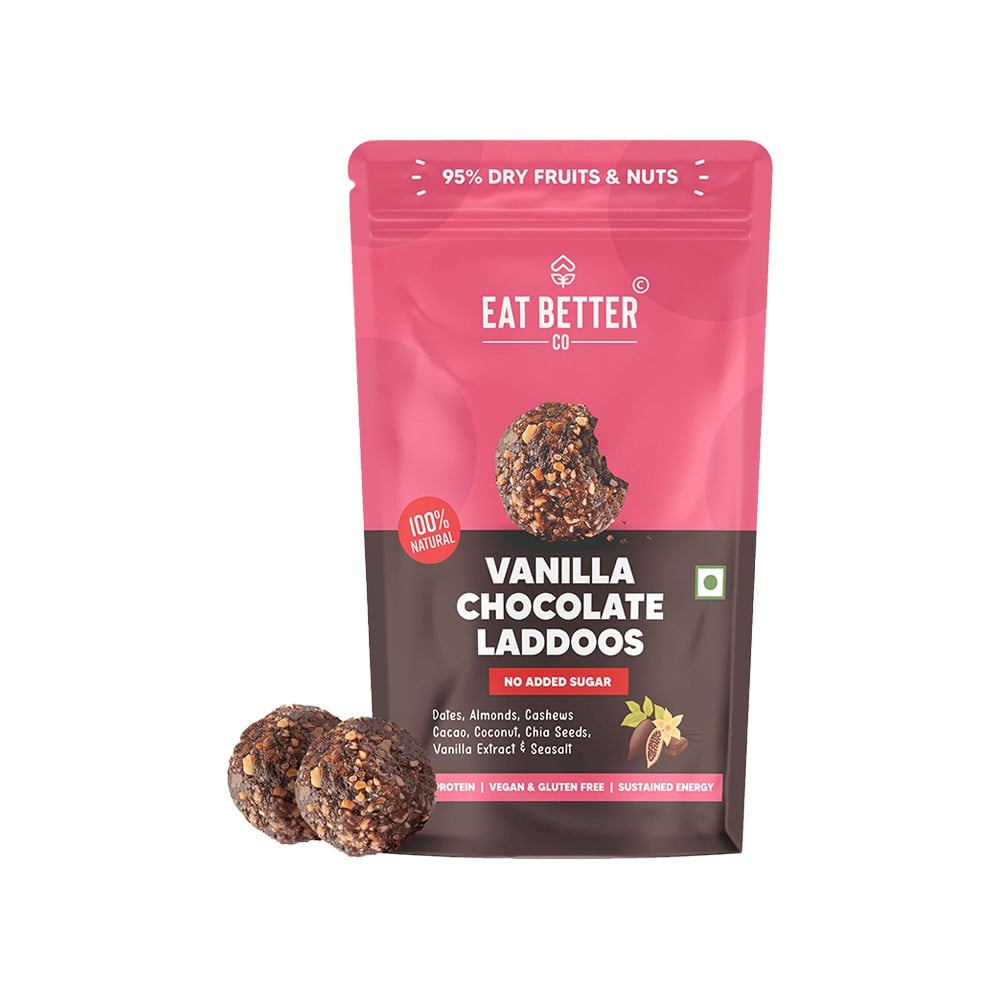 95% DRY FRUITS & NUTS
©
EAT BETTER
CO
100%
NATURAL
VANILLA
CHOCOLATE
LADDOOS
NO ADDED SUGAR
Dates, Almonds, Cashews
Cacao, Coconut, Chia Seeds,
Vanilla Extract & Seasalt
PROTEIN | VEGAN & GLUTEN FREE | SUSTAINED ENERGY